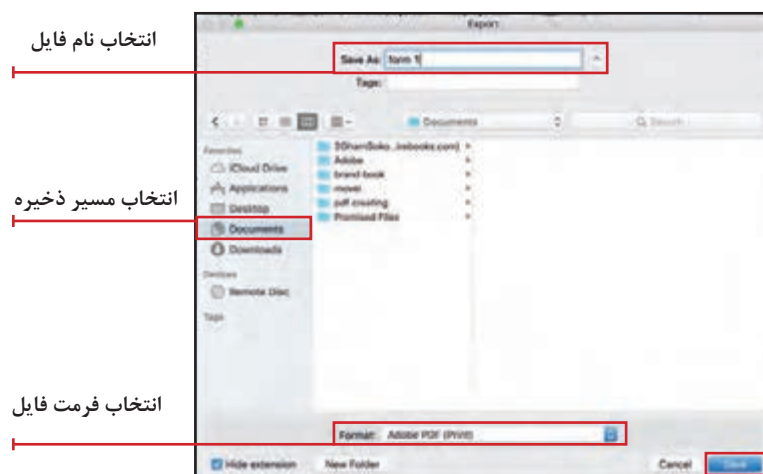 Export
انتخاب نام فایل
Save As: form 1
Tags:
Documents
Search
Favorites
iCloud Drive
Applications
Desktop
Documents
Downloads
Devices
Remote Disc
Tags
Adobe
brand book
pdf creating
Promised Files
انتخاب مسیر ذخیره
انتخاب فرمت فایل
Format: Adobe PDF (Print)
Hide extension
New Folder
Cancel